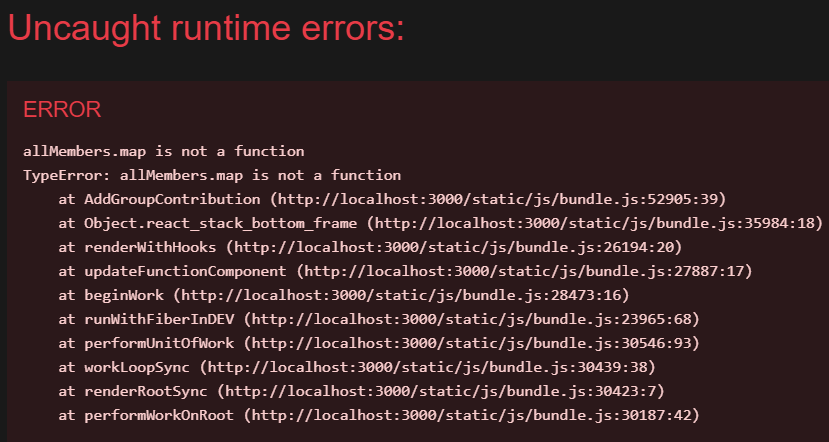 Uncaught runtime errors:
ERROR
allMembers.map is not a function
TypeError: allMembers.map is not a function
at AddGroupContribution (http://localhost:3000/static/js/bundle.js:52905:39)
at Object.react_stack_bottom_frame (http://localhost:3000/static/js/bundle.js:35984:18)
at renderWithHooks (http://localhost:3000/static/js/bundle.js:26194:20)
at updateFunctionComponent (http://localhost:3000/static/js/bundle.js:27887:17)
at beginWork (http://localhost:3000/static/js/bundle.js:28473:16)
at runWithFiberInDEV (http://localhost:3000/static/js/bundle.js:23965:68)
at performUnitOfWork (http://localhost:3000/static/js/bundle.js:30546:93)
at workLoopSync (http://localhost:3000/static/js/bundle.js:30439:38)
at renderRootSync (http://localhost:3000/static/js/bundle.js:30423:7)
at performWorkOnRoot (http://localhost:3000/static/js/bundle.js:30187:42)